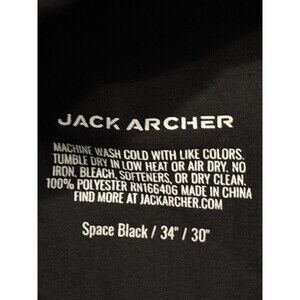 JACK ARCHER
MACHINE WASH COLD WITH LIKE COLORS.
TUMBLE DRY IN LOW HEAT OR AIR DRY. NO
IRON, BLEACH, SOFTENERS, OR DRY CLEAN.
100% POLYESTER RN166406 MADE IN CHINA
FIND MORE AT JACKARCHER.COM
Space Black / 34" / 30"